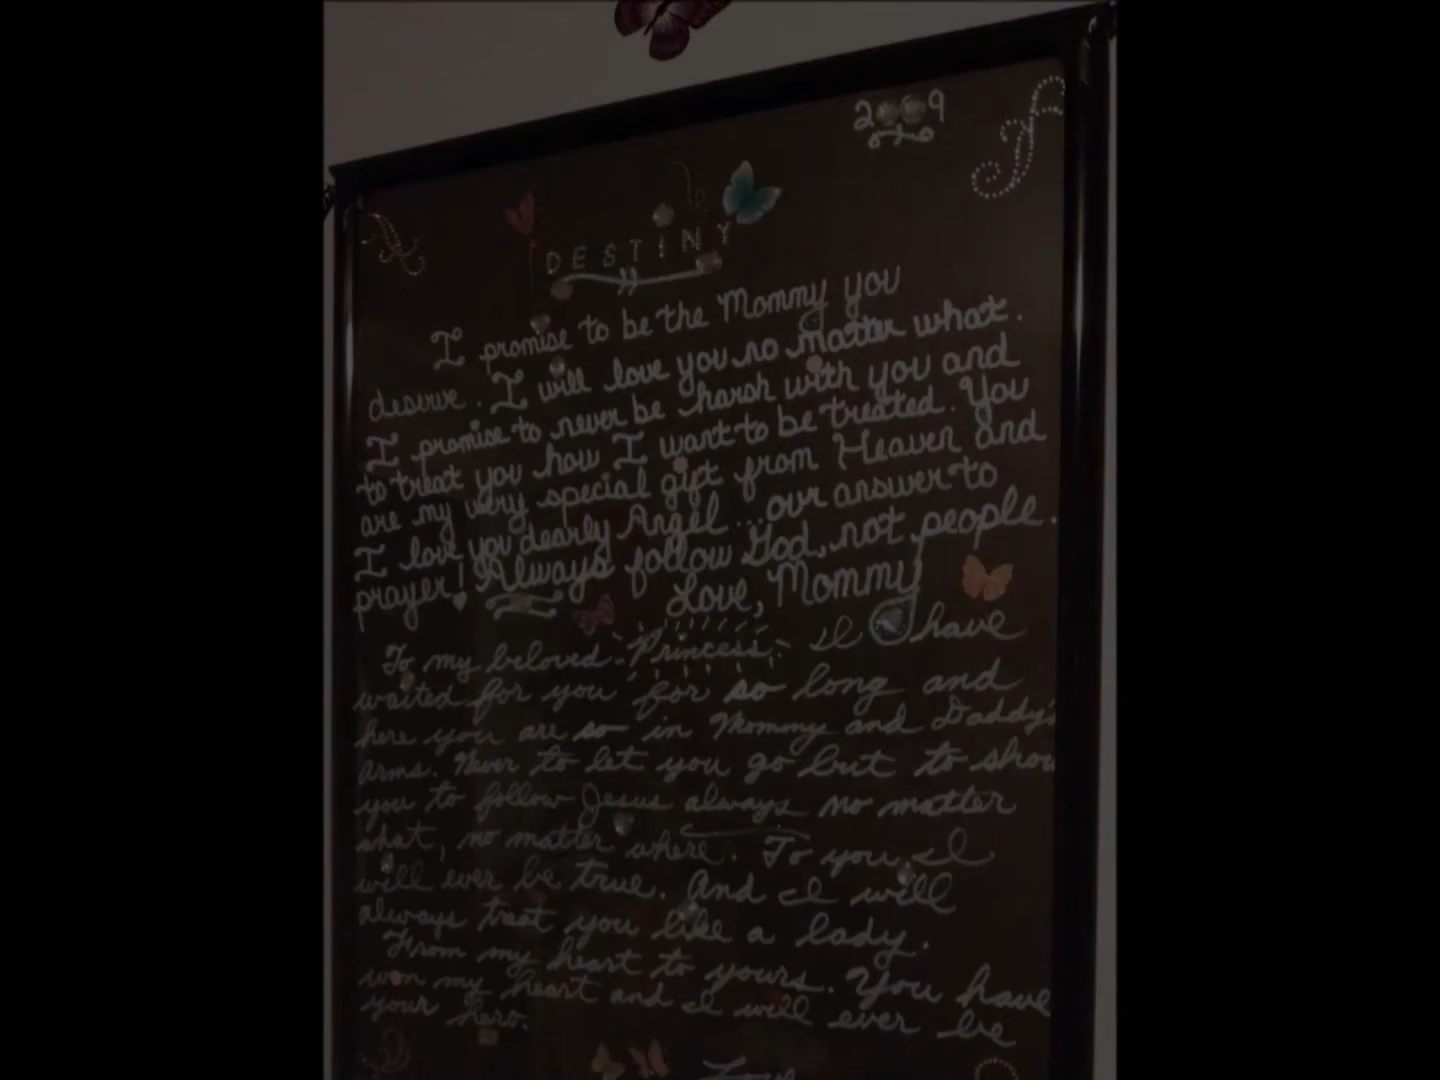 2009
to
DESTINY
I promise to be the Mommy you
deserve. I will love you no matter what.
I promise to never be harsh with you and
to treat you how I want to be treated. You
are my very special gift from Heaven and
I love you dearly Angel...our answer to
prayer! Always follow God, not people.
Love, Mommy
To my beloved Princess: I have
waited for you for so long and
here you are so in Mommy and Daddy's
arms. Never to let you go but to show
you to follow Jesus always no matter
what, no matter where. To you, I
will ever be true. And I will
always treat you like a lady.
From my heart to yours. You have
won my heart and I will ever be
your hero.
Love